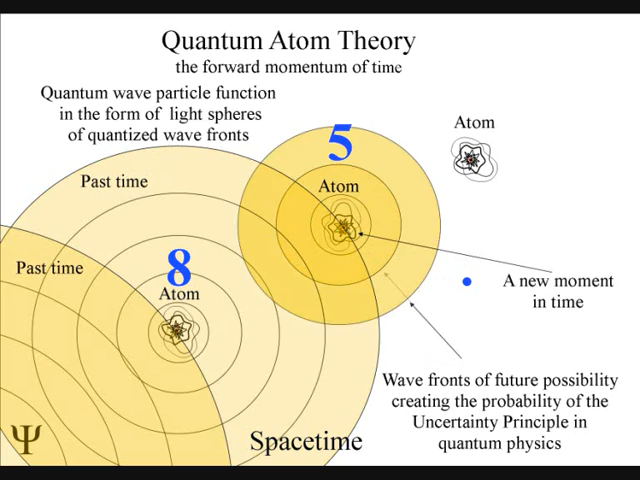 Quantum Atom Theory
the forward momentum of time
Quantum wave particle function
in the form of light spheres
of quantized wave fronts
5
Atom
Past time
Atom
Past time
8
Atom
A new moment
in time
Wave fronts of future possibility
creating the probability of the
Uncertainty Principle in
quantum physics
Spacetime
Ψ